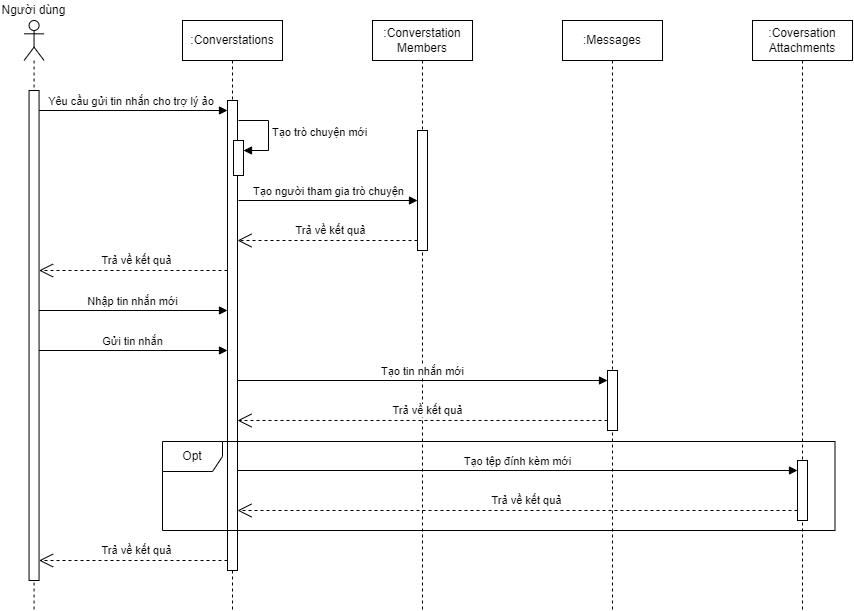 Người dùng
:Converstations
:Converstation
Members
:Messages
:Coversation
Attachments
Yêu cầu gửi tin nhắn cho trợ lý ảo
Tạo trò chuyện mới
Tạo người tham gia trò chuyện
Trả về kết quả
Trả về kết quả
Nhập tin nhắn mới
Gửi tin nhắn
Tạo tin nhắn mới
Trả về kết quả
Opt
Tạo tệp đính kèm mới
Trả về kết quả
Trả về kết quả